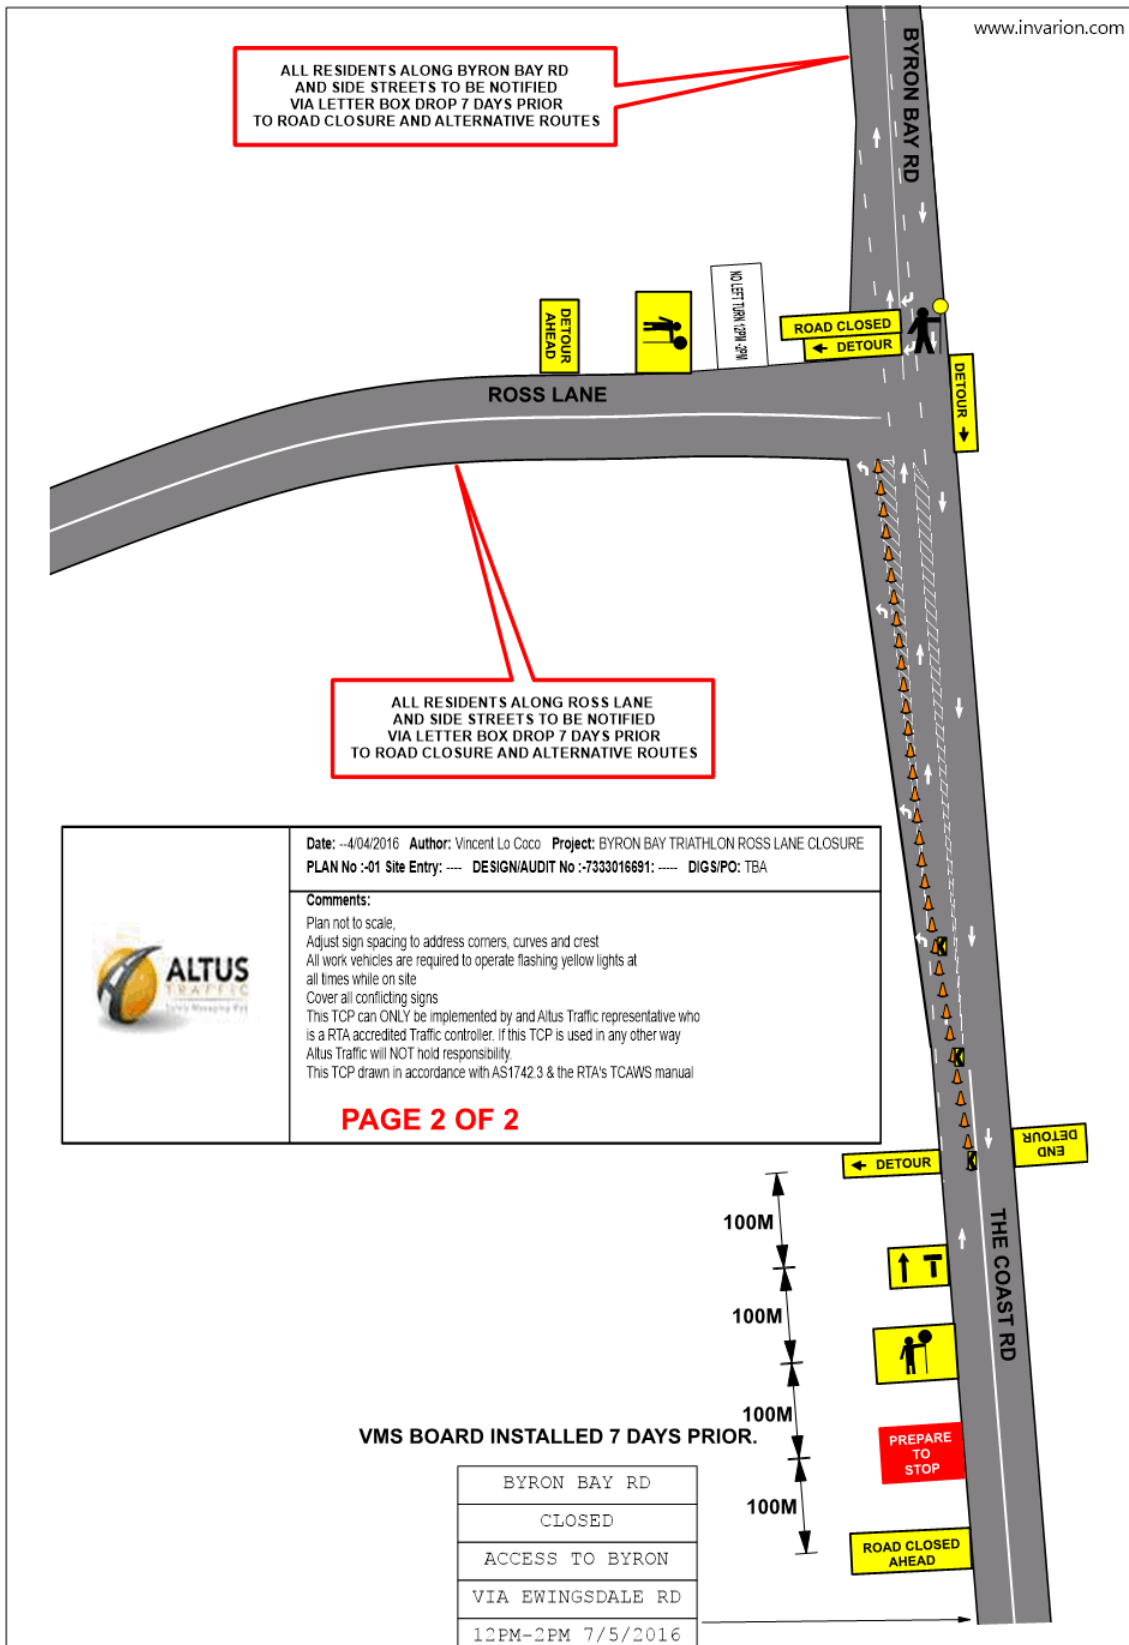 www.invarion.com
BYRON BAY RD
ALL RESIDENTS ALONG BYRON BAY RD
AND SIDE STREETS TO BE NOTIFIED
VIA LETTER BOX DROP 7 DAYS PRIOR
TO ROAD CLOSURE AND ALTERNATIVE ROUTES
DETOUR
AHEAD
NO LEFT TURN 12PM -2PM
ROAD CLOSED
DETOUR
DETOUR
ROSS LANE
ALL RESIDENTS ALONG ROSS LANE
AND SIDE STREETS TO BE NOTIFIED
VIA LETTER BOX DROP 7 DAYS PRIOR
TO ROAD CLOSURE AND ALTERNATIVE ROUTES
ALTUS
TRAFFIC
Date: --4/04/2016 Author: Vincent Lo Coco Project: BYRON BAY TRIATHLON ROSS LANE CLOSURE
PLAN No :-01 Site Entry: ---- DESIGN/AUDIT No :-7333016691: ----- DIGS/PO: TBA
Comments:
Plan not to scale,
Adjust sign spacing to address corners, curves and crest
All work vehicles are required to operate flashing yellow lights at
all times while on site
Cover all conflicting signs
This TCP can ONLY be implemented by and Altus Traffic representative who
is a RTA accredited Traffic controller. If this TCP is used in any other way
Altus Traffic will NOT hold responsibility.
This TCP drawn in accordance with AS1742.3 & the RTA's TCAWS manual
PAGE 2 OF 2
END
DETOUR
DETOUR
100M
THE COAST RD
100M
100M
PREPARE
TO
STOP
100M
ROAD CLOSED
AHEAD
VMS BOARD INSTALLED 7 DAYS PRIOR.
BYRON BAY RD
CLOSED
ACCESS TO BYRON
VIA EWINGSDALE RD
12PM-2PM 7/5/2016